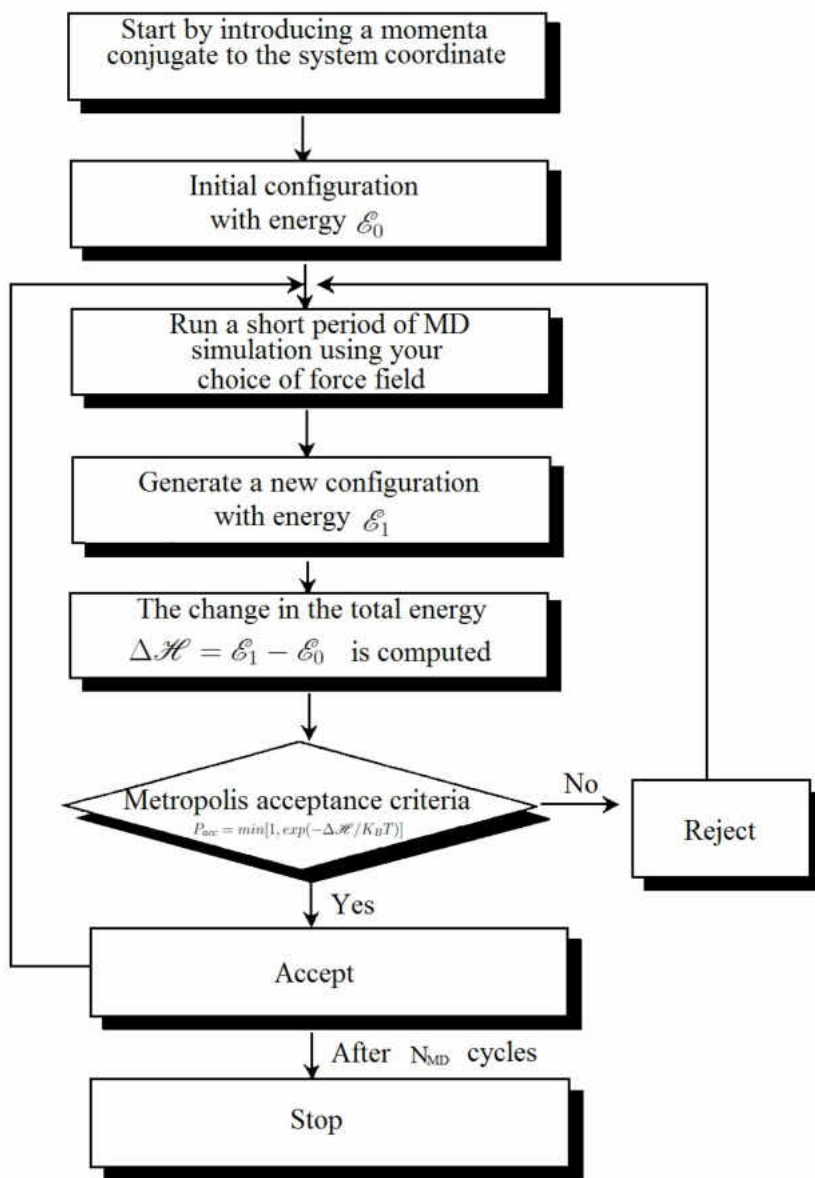 Start by introducing a momenta
conjugate to the system coordinate
Initial configuration
with energy ℰ₀
Run a short period of MD
simulation using your
choice of force field
Generate a new configuration
with energy ℰ₁
The change in the total energy
Δℋ = ℰ₁ − ℰ₀ is computed
Metropolis acceptance criteria
P_acc = min[1, exp(−Δℋ/K_BT)]
No
Reject
Yes
Accept
After N_MD cycles
Stop